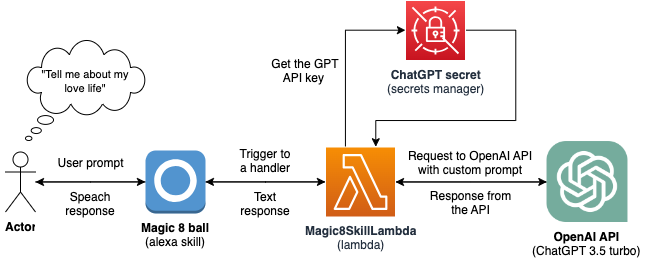 "Tell me about my
love life"
Get the GPT
API key
ChatGPT secret
(secrets manager)
User prompt
Speach
response
Trigger to
a handler
Text
response
Request to OpenAI API
with custom prompt
Response from
the API
Actor
Magic 8 ball
(alexa skill)
Magic8SkillLambda
(lambda)
OpenAI API
(ChatGPT 3.5 turbo)